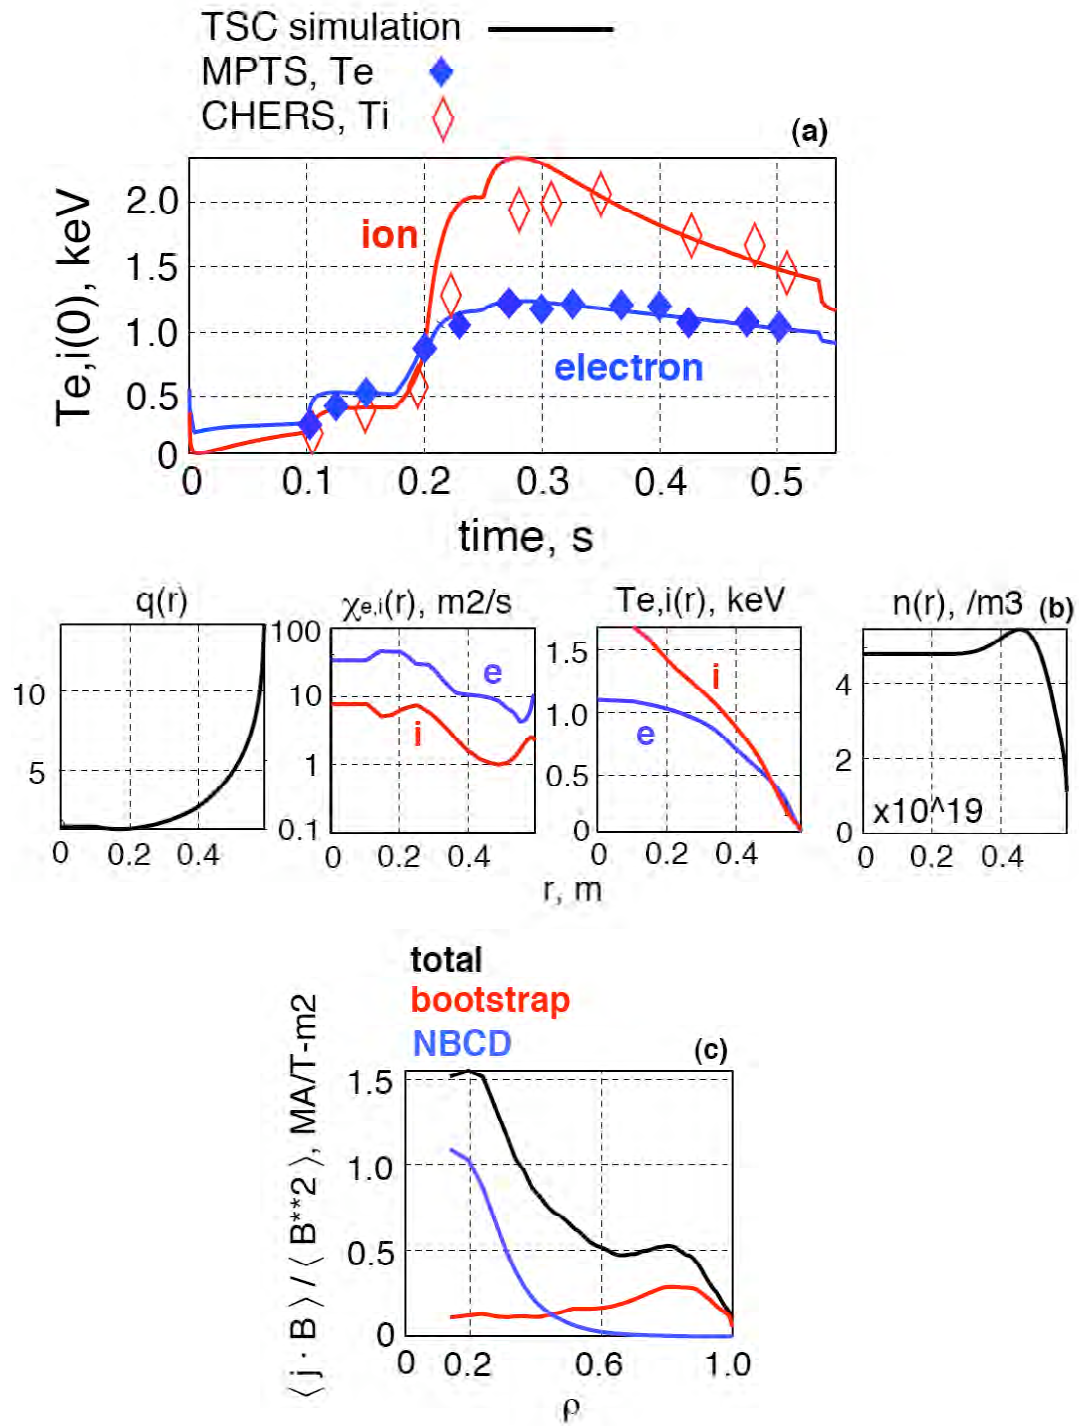 TSC simulation
MPTS, Te
CHERS, Ti
(a)
Te,i(0), keV
2.0
1.5
1.0
0.5
0
ion
electron
0 0.1 0.2 0.3 0.4 0.5
time, s
q(r)
10
5
0 0.2 0.4
χe,i(r), m2/s
100
10
1
0.1
e
i
0 0.2 0.4
Te,i(r), keV
1.5
1.0
0.5
0
i
e
0 0.2 0.4
n(r), /m3
(b)
4
2
0
x10^19
0 0.2 /4
r, m
total
bootstrap
NBCD
(c)
⟨ j · B ⟩ / ⟨ B**2 ⟩, MA/T-m2
1.5
1.0
0.5
0
0 0.2 0.6 1.0
ρ